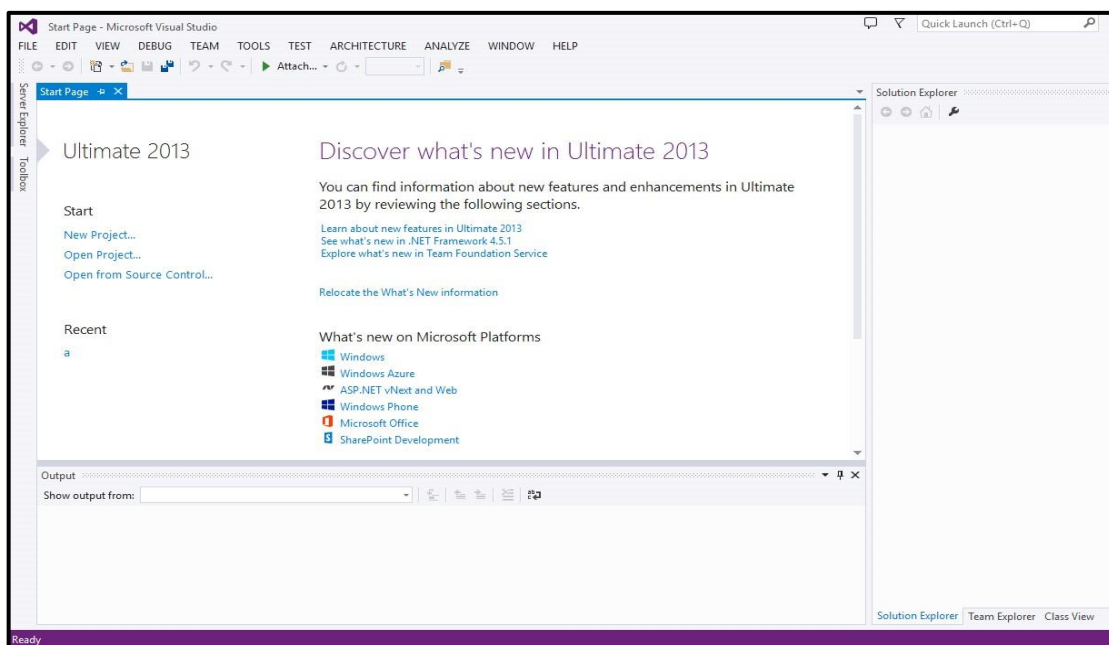 Start Page - Microsoft Visual Studio
Quick Launch (Ctrl+Q)
FILE EDIT VIEW DEBUG TEAM TOOLS TEST ARCHITECTURE ANALYZE WINDOW HELP
Attach...
Server Explorer
Toolbox
Start Page
Ultimate 2013
Start
New Project...
Open Project...
Open from Source Control...
Recent
a
Discover what's new in Ultimate 2013
You can find information about new features and enhancements in Ultimate
2013 by reviewing the following sections.
Learn about new features in Ultimate 2013
See what's new in .NET Framework 4.5.1
Explore what's new in Team Foundation Service
Relocate the What's New information
What's new on Microsoft Platforms
Windows
Windows Azure
ASP.NET vNext and Web
Windows Phone
Microsoft Office
SharePoint Development
Solution Explorer
Output
Show output from:
Solution Explorer Team Explorer Class View
Ready